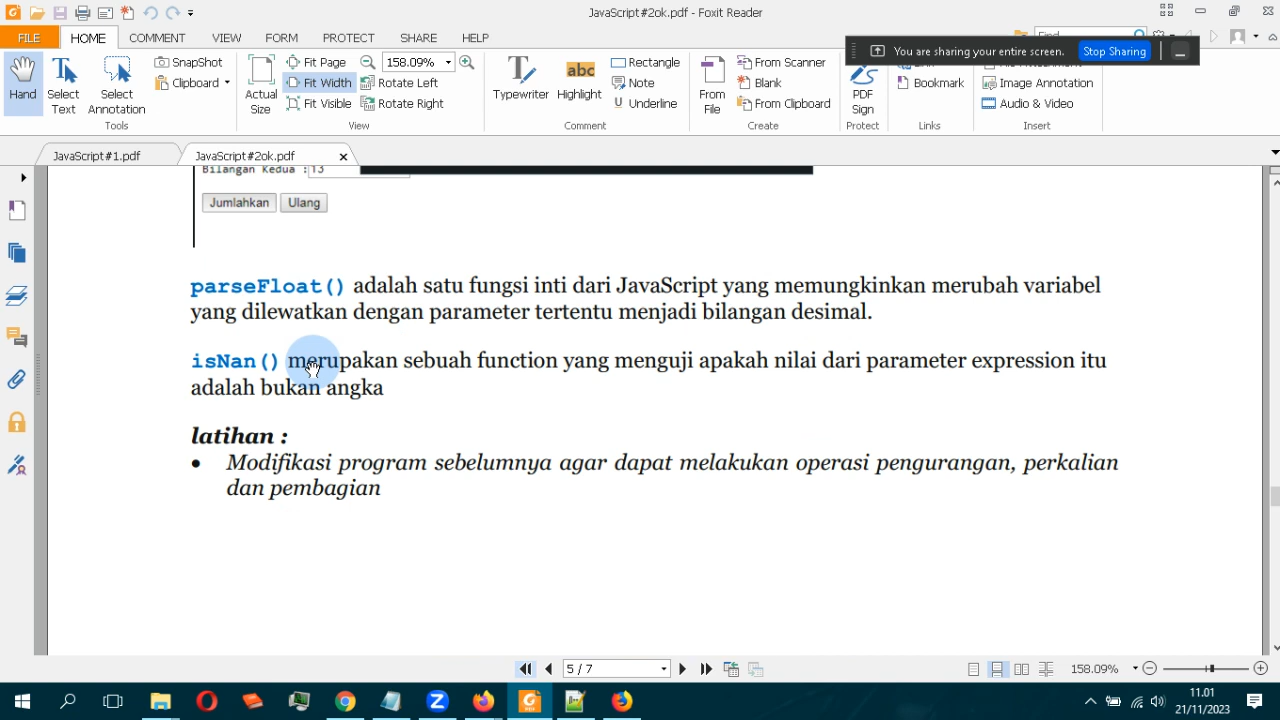 JavaScript#2ok.pdf - Foxit Reader
FILE HOME COMMENT VIEW FORM PROTECT SHARE HELP Find
You are sharing your entire screen. Stop Sharing
Hand
Select Text
Select Annotation
SnapShot
Clipboard
Tools
Actual Size
Fit Page
Fit Width
Fit Visible
158.09%
Rotate Left
Rotate Right
View
Typewriter
Highlight
Rectangle
Note
Underline
Comment
From File
From Scanner
Blank
From Clipboard
Create
PDF Sign
Protect
Bookmark
Links
Image Annotation
Audio & Video
Insert
JavaScript#1.pdf JavaScript#2ok.pdf
Bilangan Kedua : 13
Jumlahkan Ulang
parseFloat() adalah satu fungsi inti dari JavaScript yang memungkinkan merubah variabel
yang dilewatkan dengan parameter tertentu menjadi bilangan desimal.
isNan() merupakan sebuah function yang menguji apakah nilai dari parameter expression itu
adalah bukan angka
latihan :
• Modifikasi program sebelumnya agar dapat melakukan operasi pengurangan, perkalian
dan pembagian
5 / 7
158.09%
11.01
21/11/2023